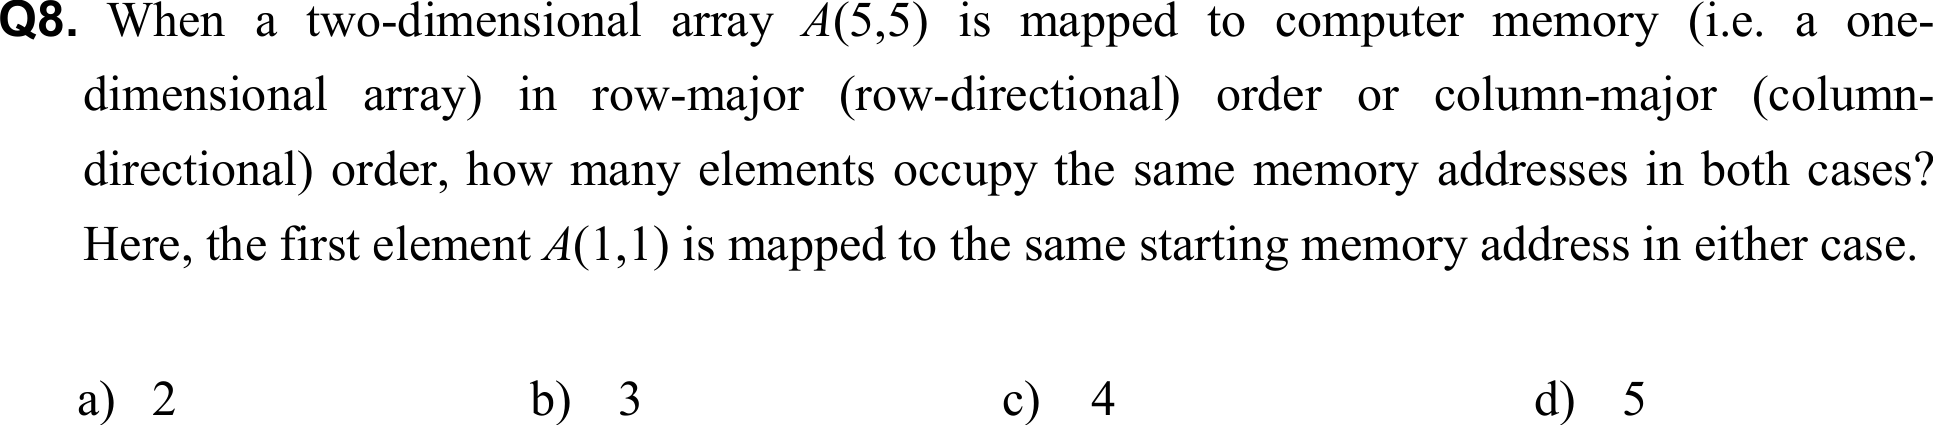 Q8. When a two-dimensional array A(5,5) is mapped to computer memory (i.e. a one-
dimensional array) in row-major (row-directional) order or column-major (column-
directional) order, how many elements occupy the same memory addresses in both cases?
Here, the first element A(1,1) is mapped to the same starting memory address in either case.
a) 2 b) 3 c) 4 d) 5